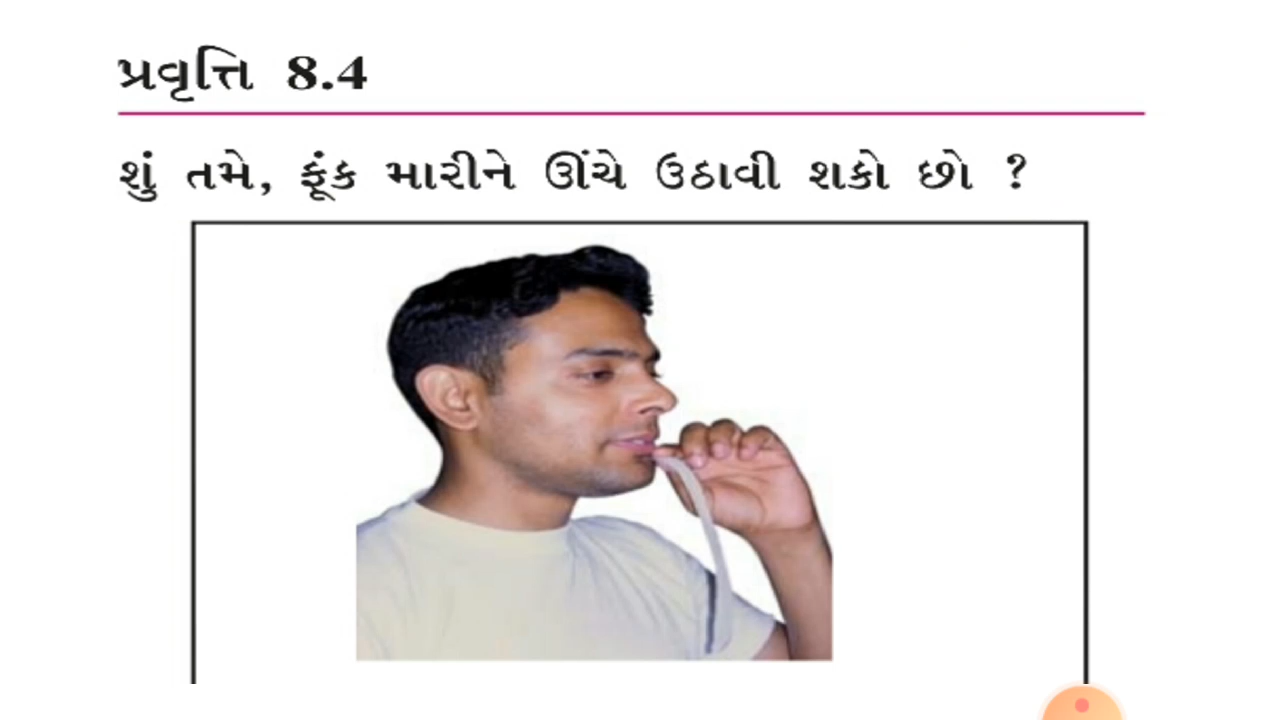 પ્રવૃત્તિ 8.4
શું તમે, ફૂંક મારીને ઊંચે ઉઠાવી શકો છો ?